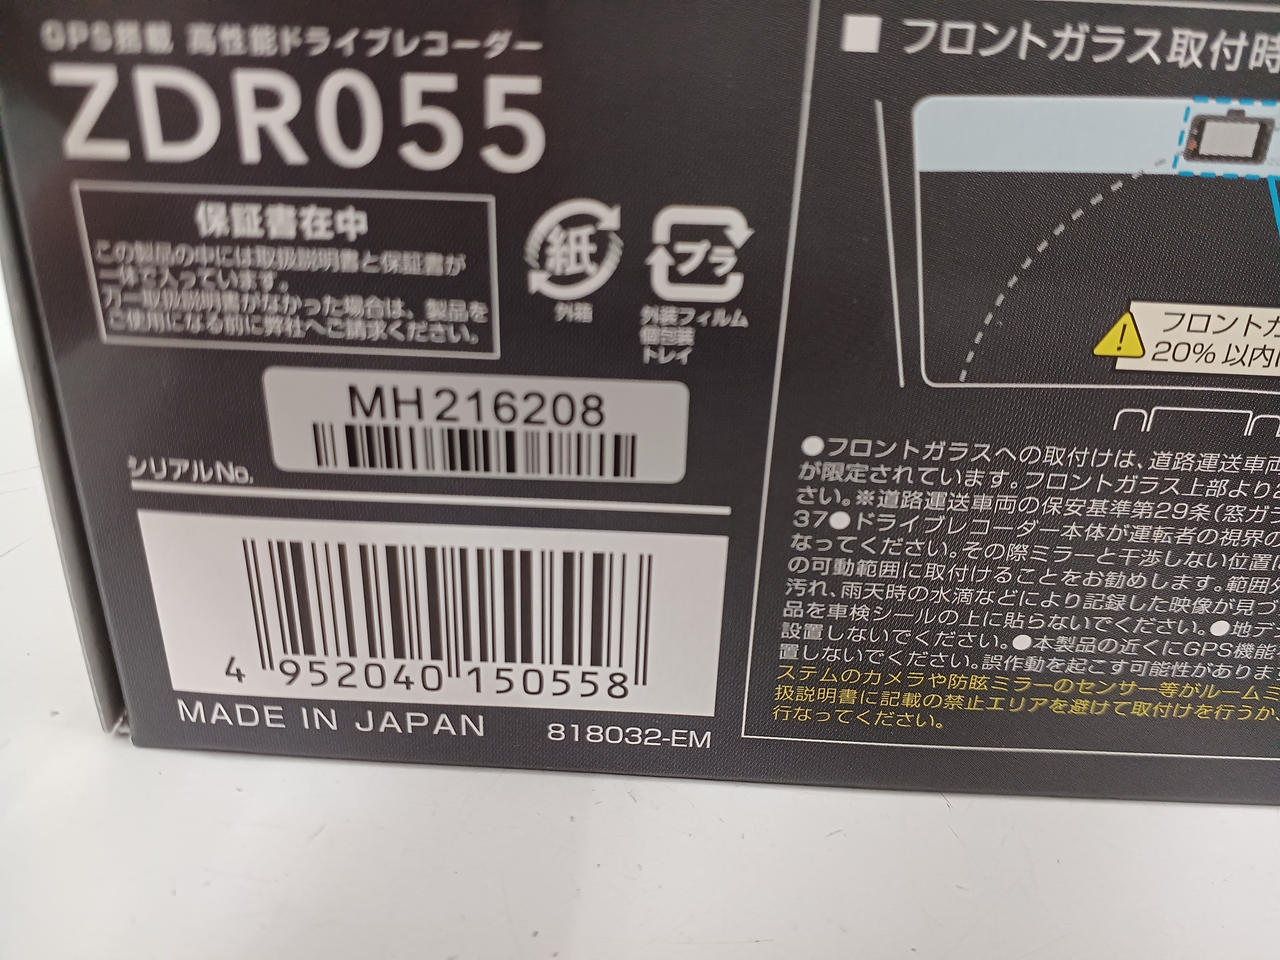 GPS搭載 高性能ドライブレコーダー
ZDR055
保証書在中
この製品の中には取扱説明書と保証書が
一体で入っています。
万一取扱説明書がなかった場合は、製品を
ご使用になる前に弊社へご請求ください。
紙
外箱
プラ
外装フィルム
個包装
トレイ
MH216208
シリアルNo.
4 952040 150558
MADE IN JAPAN
818032-EM
■ フロントガラス取付時
フロントガ
20% 以内
●フロントガラスへの取付けは、道路運送車両
が限定されています。フロントガラス上部より2
さい。※道路運送車両の保安基準第29条(窓ガラ
37●ドライブレコーダー本体が運転者の視界の
なってください。その際ミラーと干渉しない位置に
の可動範囲に取付けることをお勧めします。範囲外
汚れ、雨天時の水滴などにより記録した映像が見づ
品を車検シールの上に貼らないでください。●地デ
設置しないでください。●本製品の近くにGPS機能
置しないでください。誤作動を起こす可能性がありま
ステムのカメラや防眩ミラーのセンサー等がルームミ
扱説明書に記載の禁止エリアを避けて取付けを行うか
行なってください。